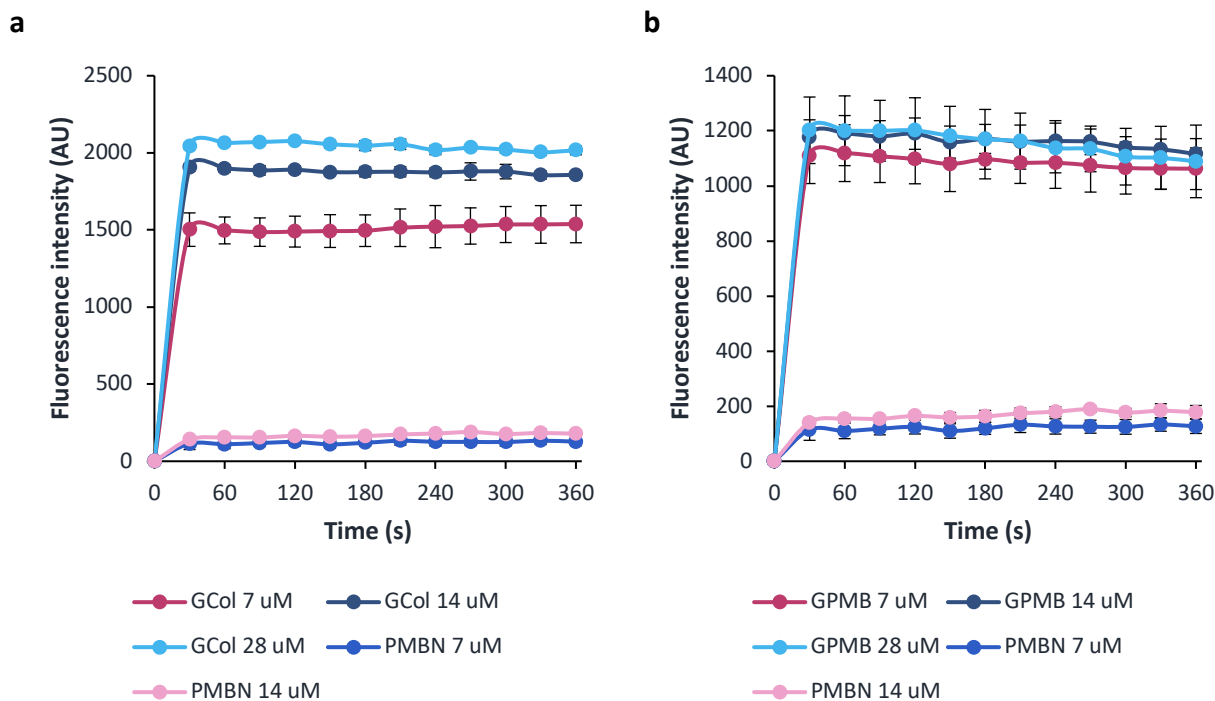 a
b
Fluorescence intensity (AU)
2500
2000
1500
1000
500
0
0 60 120 180 240 300 360
Time (s)
GCol 7 uM
GCol 14 uM
GCol 28 uM
PMBN 7 uM
PMBN 14 uM
Fluorescence intensity (AU)
1400
1200
1000
800
600
400
200
0
0 60 120 180 240 300 360
Time (s)
GPMB 7 uM
GPMB 14 uM
GPMB 28 uM
PMBN 7 uM
PMBN 14 uM